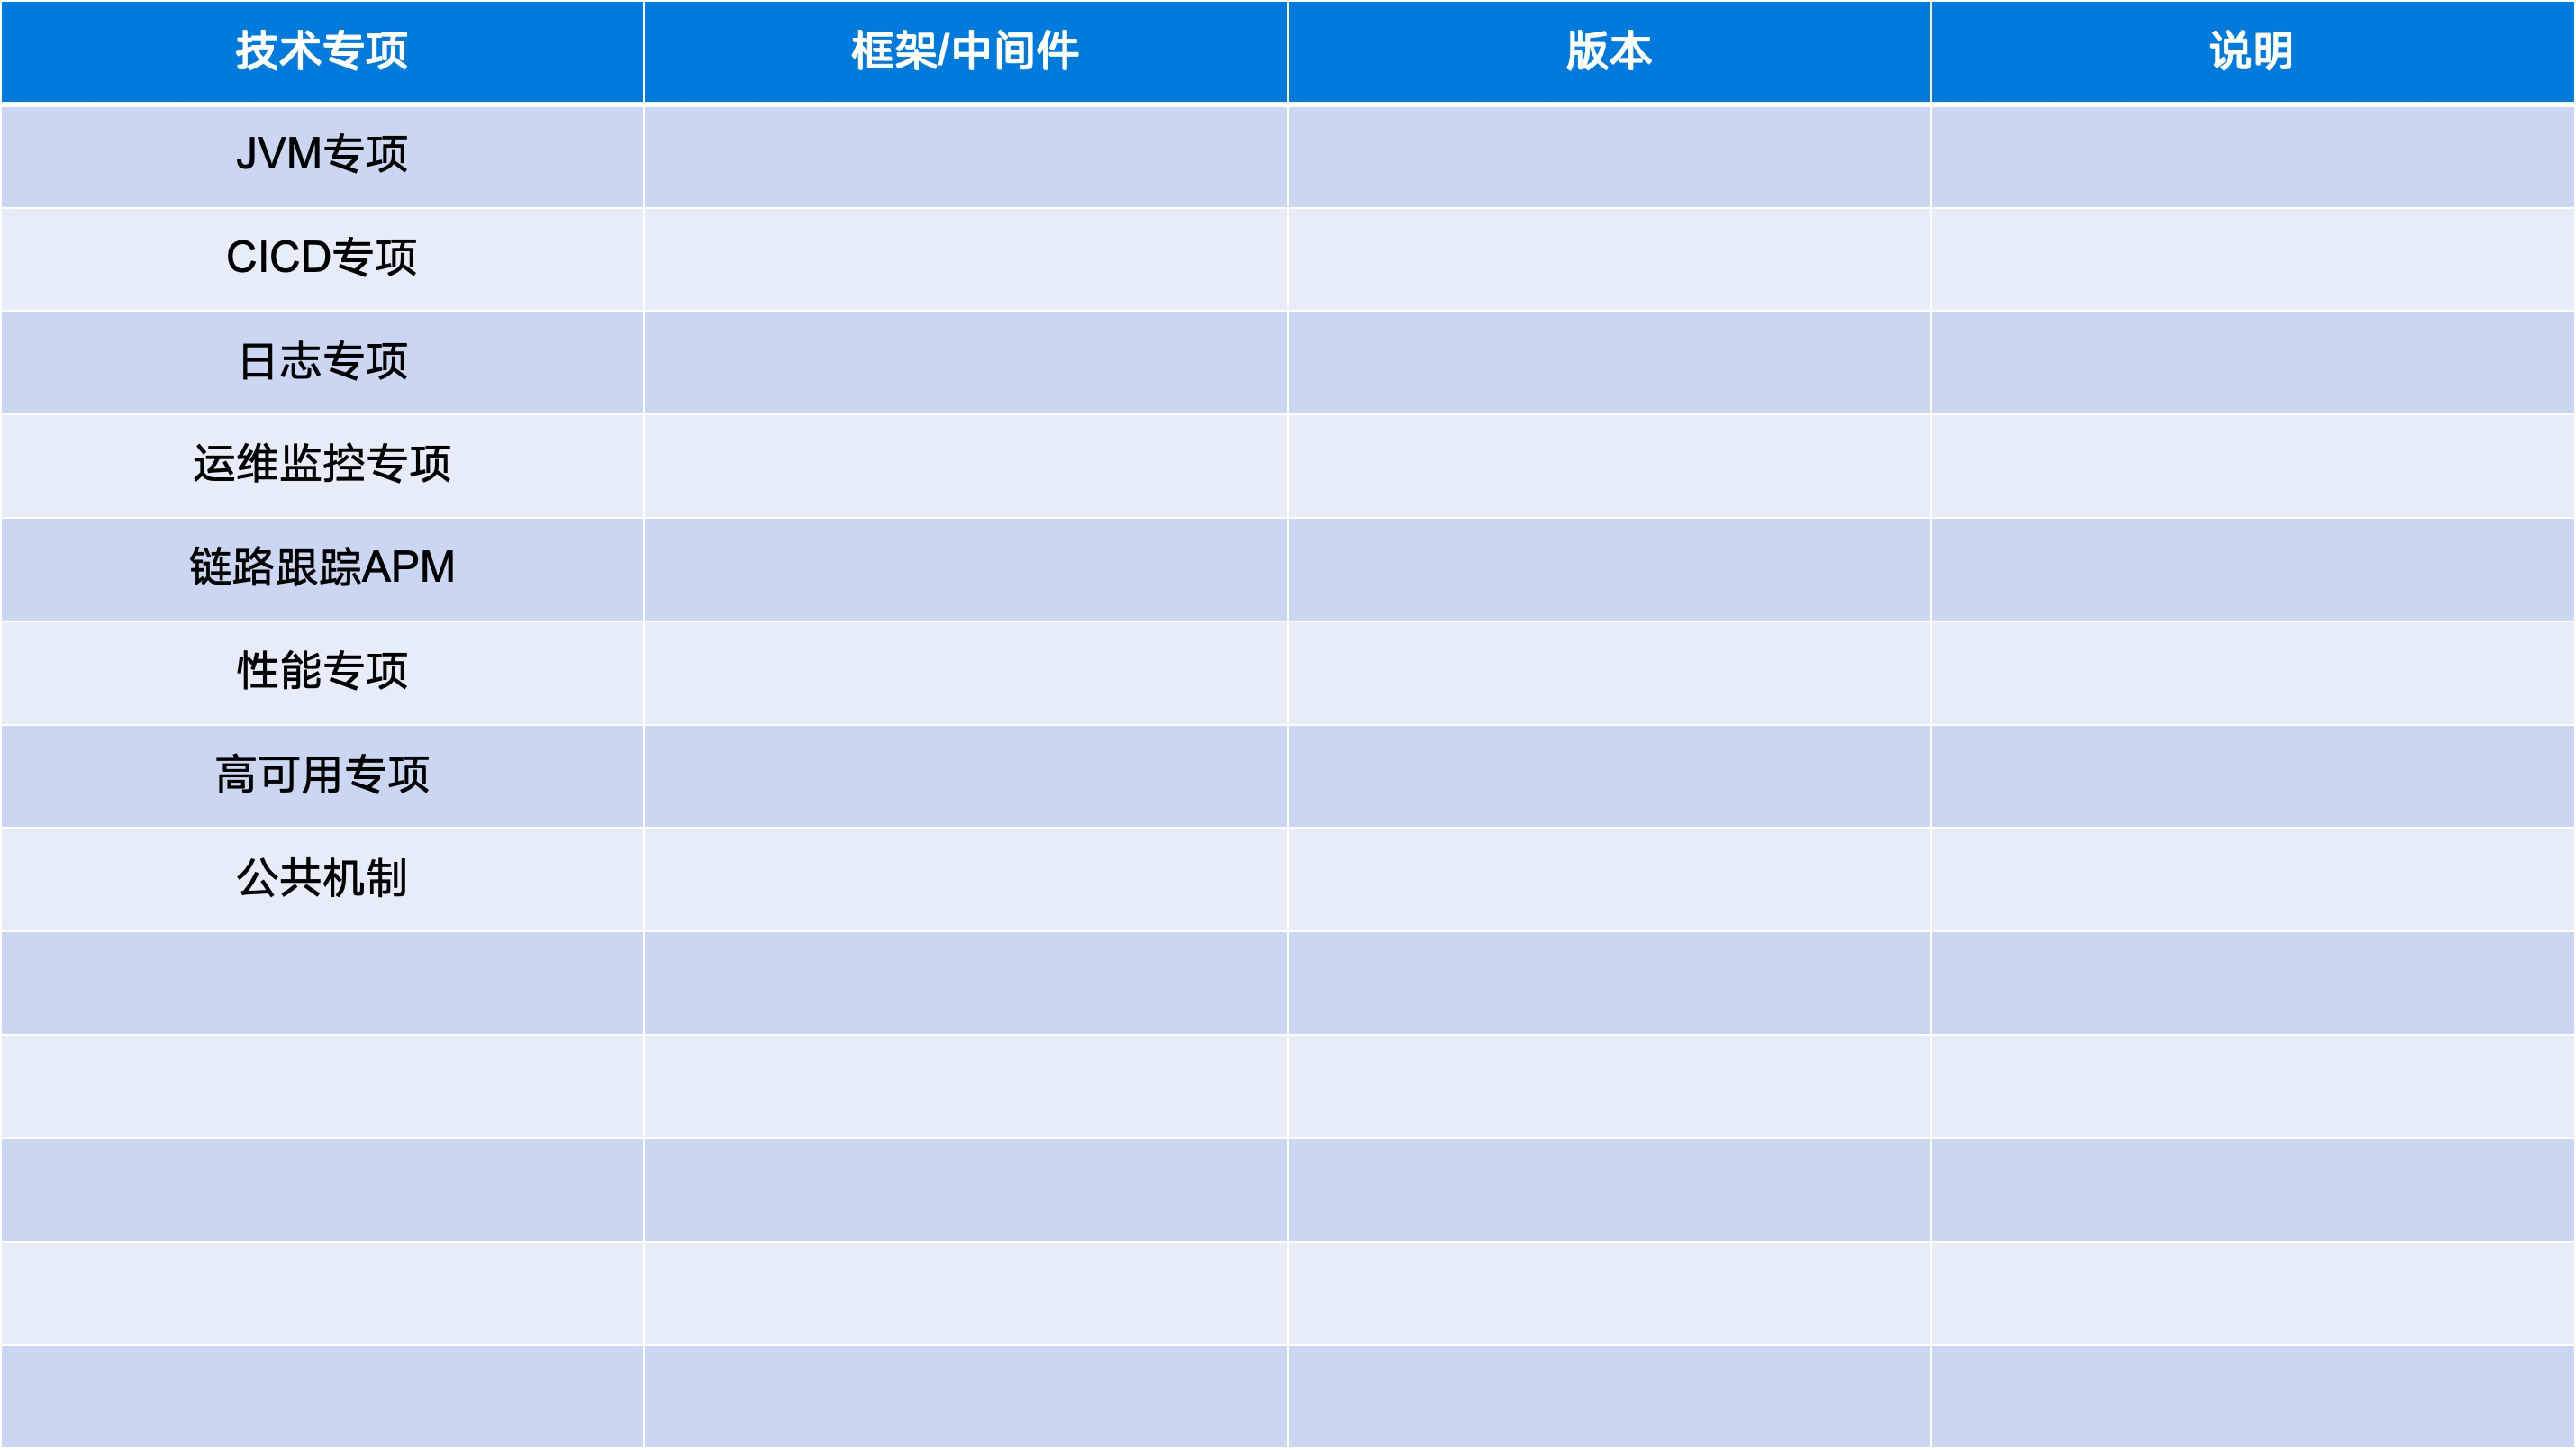 技术专项 框架/中间件 版本 说明
JVM专项
CICD专项
日志专项
运维监控专项
链路跟踪APM
性能专项
高可用专项
公共机制